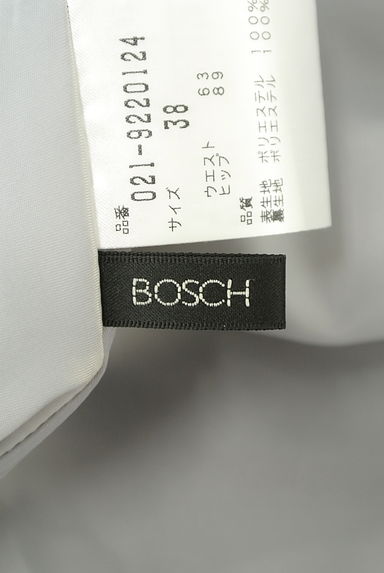 品番 021-9220124
サイズ 38
ウエスト 63
ヒップ 89
品質
表生地 ポリエステル 100%
裏生地 ポリエステル 100%
BOSCH